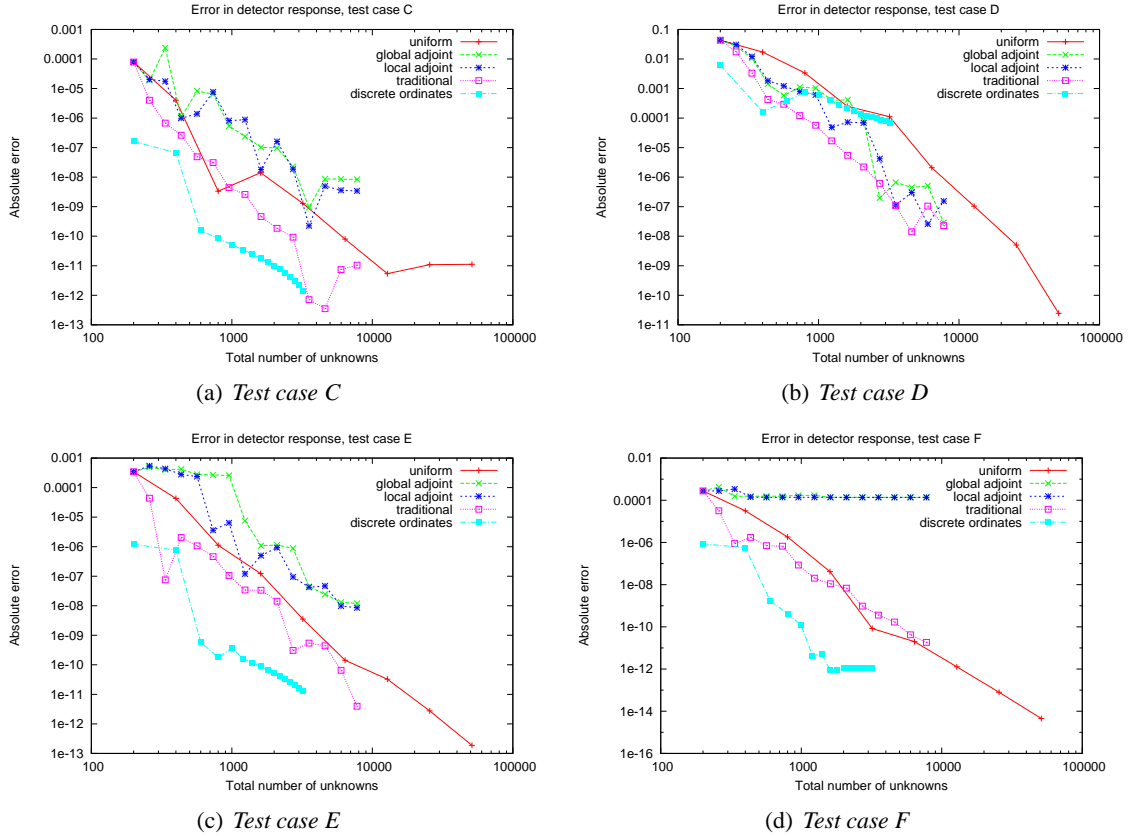 Error in detector response, test case C
0.001
0.0001
1e-05
1e-06
1e-07
1e-08
1e-09
1e-10
1e-11
1e-12
1e-13
Absolute error
uniform
global adjoint
local adjoint
traditional
discrete ordinates
100 1000 10000 100000
Total number of unknowns
(a) Test case C
Error in detector response, test case D
0.1
0.01
0.001
0.0001
1e-05
1e-06
1e-07
1e-08
1e-09
1e-10
1e-11
Absolute error
uniform
global adjoint
local adjoint
traditional
discrete ordinates
100 1000 10000 100000
Total number of unknowns
(b) Test case D
Error in detector response, test case E
0.001
0.0001
1e-05
1e-06
1e-07
1e-08
1e-09
1e-10
1e-11
1e-12
1e-13
Absolute error
uniform
global adjoint
local adjoint
traditional
discrete ordinates
100 1000 10000 100000
Total number of unknowns
(c) Test case E
Error in detector response, test case F
0.01
0.0001
1e-06
1e-08
1e-10
1e-12
1e-14
1e-16
Absolute error
uniform
global adjoint
local adjoint
traditional
discrete ordinates
100 1000 10000 100000
Total number of unknowns
(d) Test case F